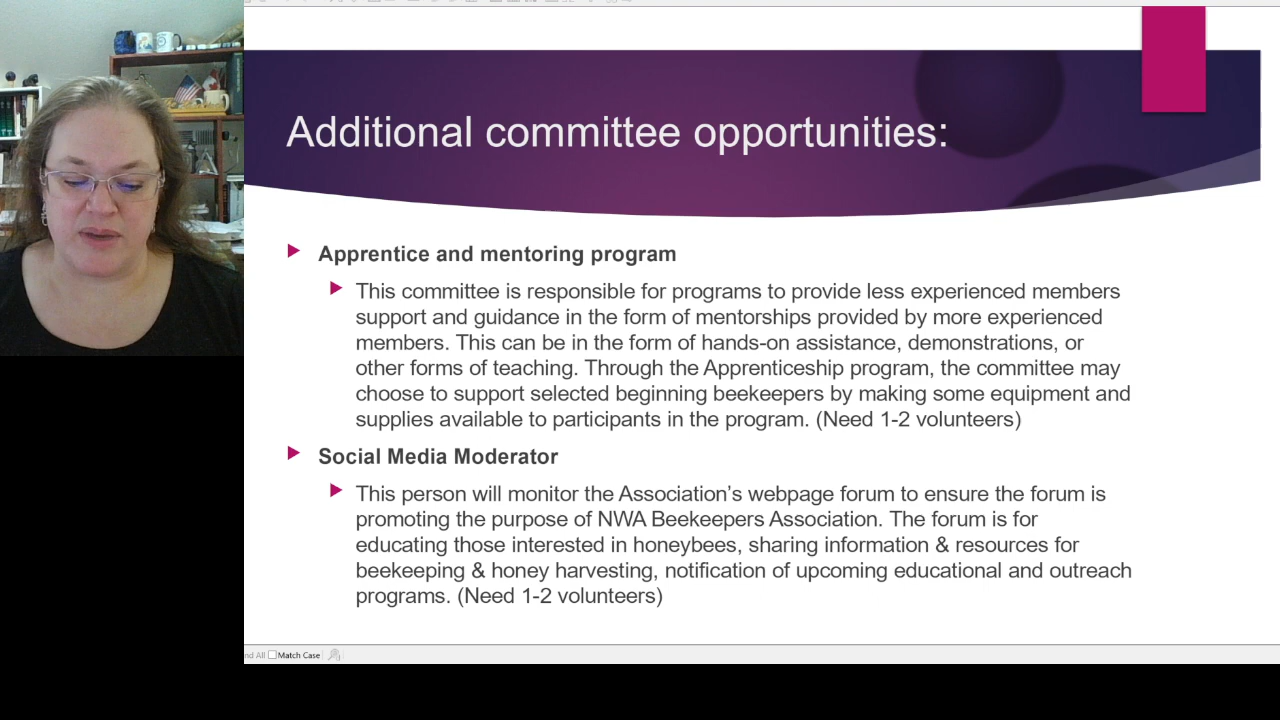 Additional committee opportunities:
Apprentice and mentoring program
This committee is responsible for programs to provide less experienced members
support and guidance in the form of mentorships provided by more experienced
members. This can be in the form of hands-on assistance, demonstrations, or
other forms of teaching. Through the Apprenticeship program, the committee may
choose to support selected beginning beekeepers by making some equipment and
supplies available to participants in the program. (Need 1-2 volunteers)
Social Media Moderator
This person will monitor the Association’s webpage forum to ensure the forum is
promoting the purpose of NWA Beekeepers Association. The forum is for
educating those interested in honeybees, sharing information & resources for
beekeeping & honey harvesting, notification of upcoming educational and outreach
programs. (Need 1-2 volunteers)
nd All Match Case